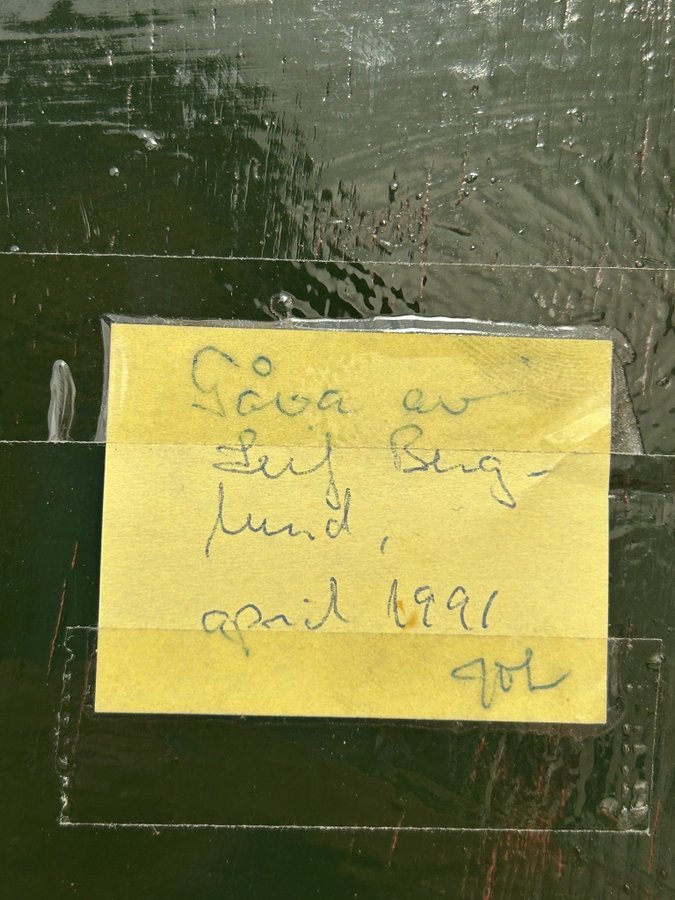 Gåva av
Leif Berg-
lund,
april 1991